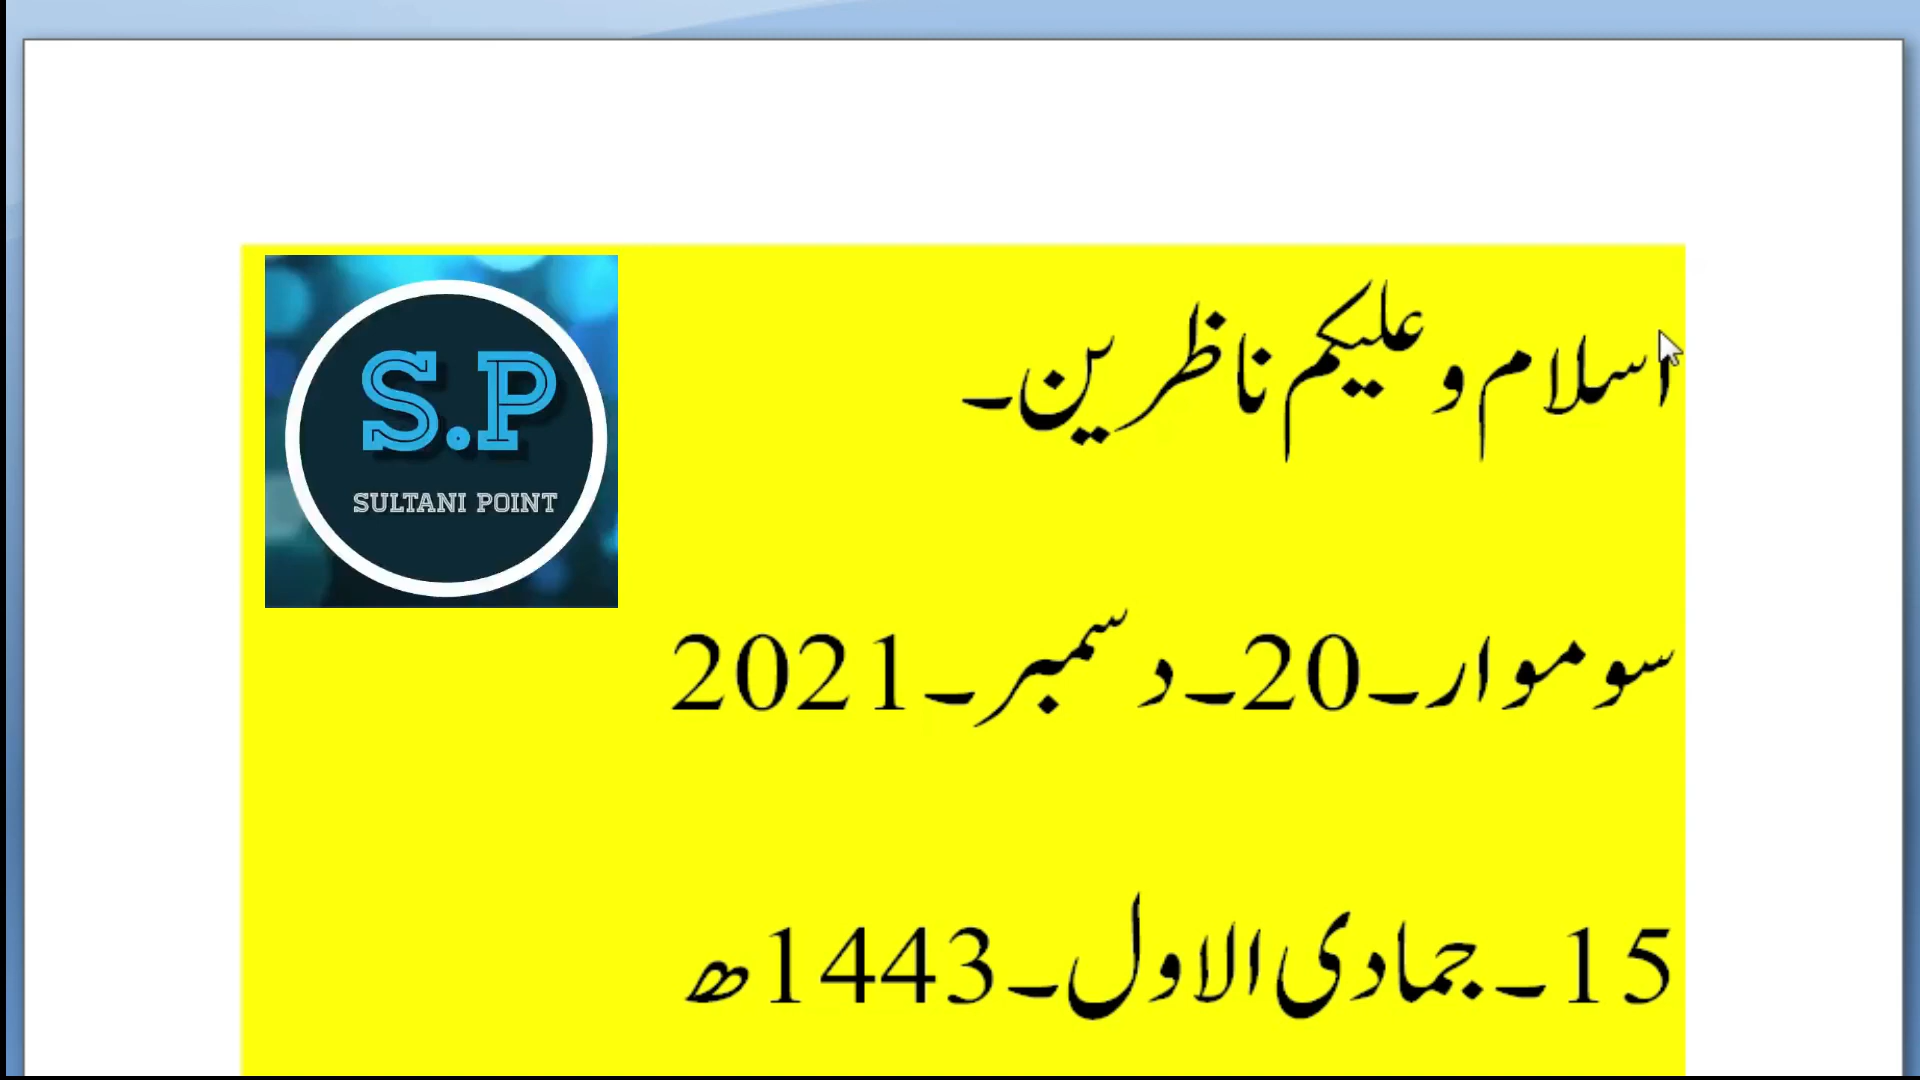 S.P
SULTANI POINT
اسلام و علیکم ناظرین۔
سوموار۔20۔دسمبر۔2021
15۔جمادی الاول۔1443ھ